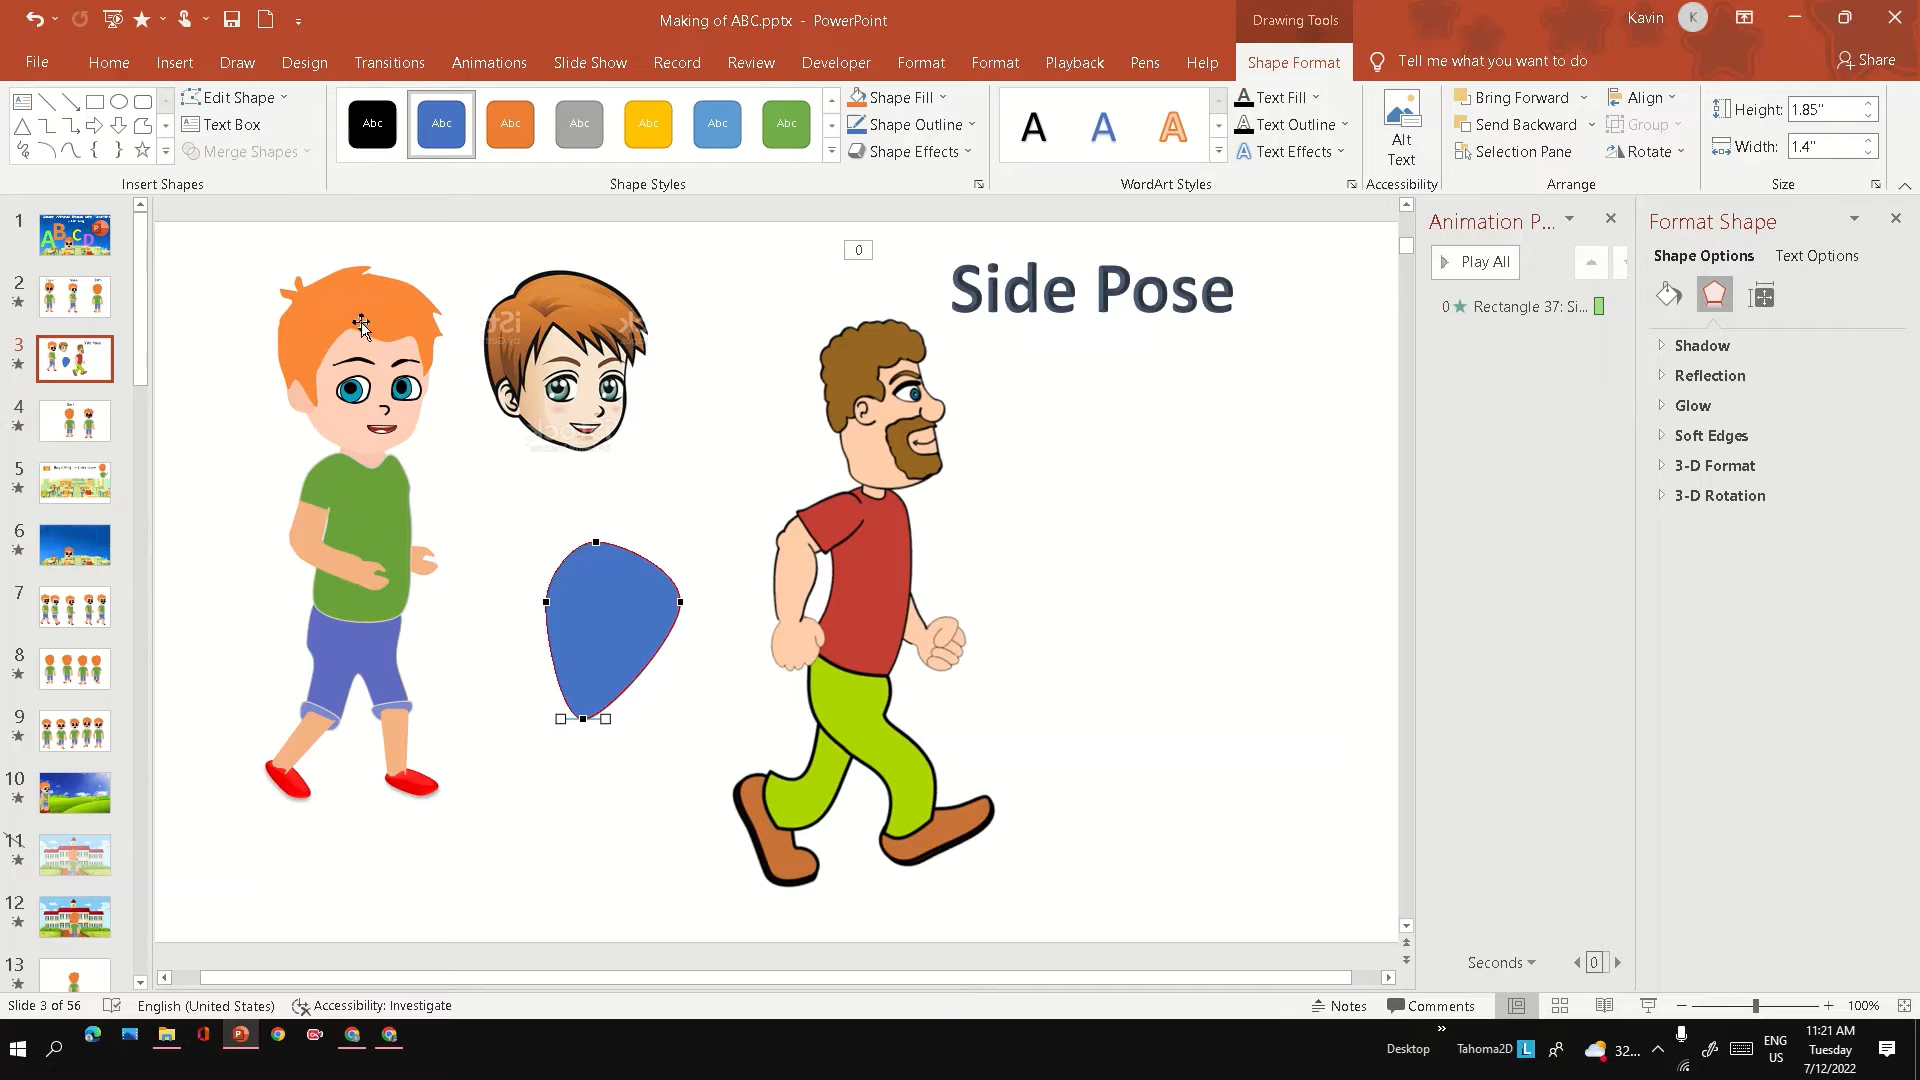 Making of ABC.pptx - PowerPoint
Drawing Tools
Kavin
K
File
Home
Insert
Draw
Design
Transitions
Animations
Slide Show
Record
Review
Developer
Format
Format
Playback
Pens
Help
Shape Format
Tell me what you want to do
Share
Edit Shape
Text Box
Merge Shapes
Insert Shapes
Abc
Abc
Abc
Abc
Abc
Abc
Abc
Shape Styles
Shape Fill
Shape Outline
Shape Effects
A
A
A
WordArt Styles
Text Fill
Text Outline
Text Effects
Alt
Text
Accessibility
Bring Forward
Send Backward
Selection Pane
Align
Group
Rotate
Arrange
Height: 1.85"
Width: 1.4"
Size
1
2
3
4
5
6
7
8
9
10
11
12
13
0
Side Pose
Animation P...
Play All
0 Rectangle 37: Si...
Seconds
0
Format Shape
Shape Options
Text Options
Shadow
Reflection
Glow
Soft Edges
3-D Format
3-D Rotation
Slide 3 of 56
English (United States)
Accessibility: Investigate
Notes
Comments
100%
Desktop
Tahoma2D
L
32...
ENG
US
11:21 AM
Tuesday
7/12/2022